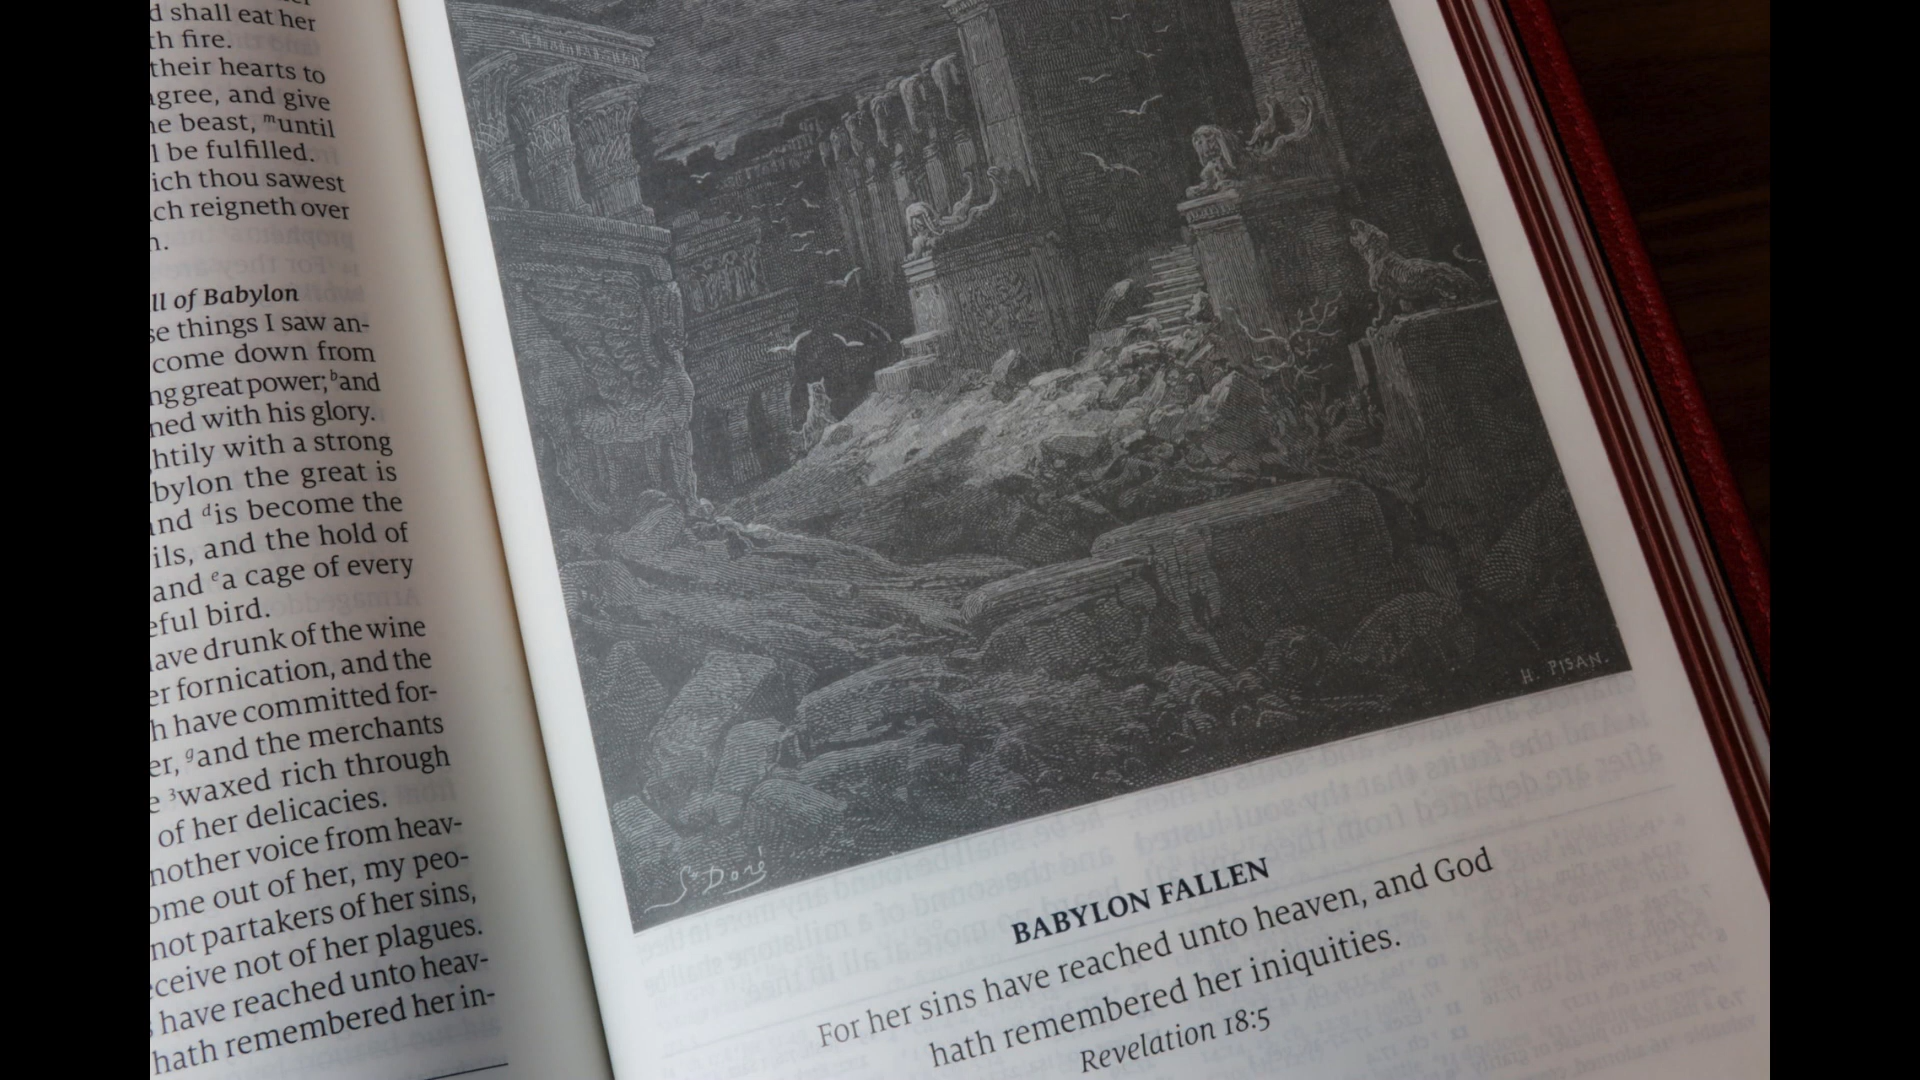 d shall eat her
th fire.
their hearts to
agree, and give
he beast, ᵐuntil
l be fulfilled.
ich thou sawest
ch reigneth over
h.
ll of Babylon
se things I saw an-
come down from
ng great power; ᵇand
ned with his glory.
htily with a strong
bylon the great is
and ᵈis become the
ils, and the hold of
and ᵉa cage of every
eful bird.
have drunk of the wine
er fornication, and the
h have committed for-
er, ᵍand the merchants
e ³waxed rich through
of her delicacies.
nother voice from heav-
ome out of her, my peo-
not partakers of her sins,
ceive not of her plagues.
s have reached unto heav-
hath remembered her in-
H. PISAN.
Gᵛᵉ Doré
BABYLON FALLEN
For her sins have reached unto heaven, and God
hath remembered her iniquities.
Revelation 18:5